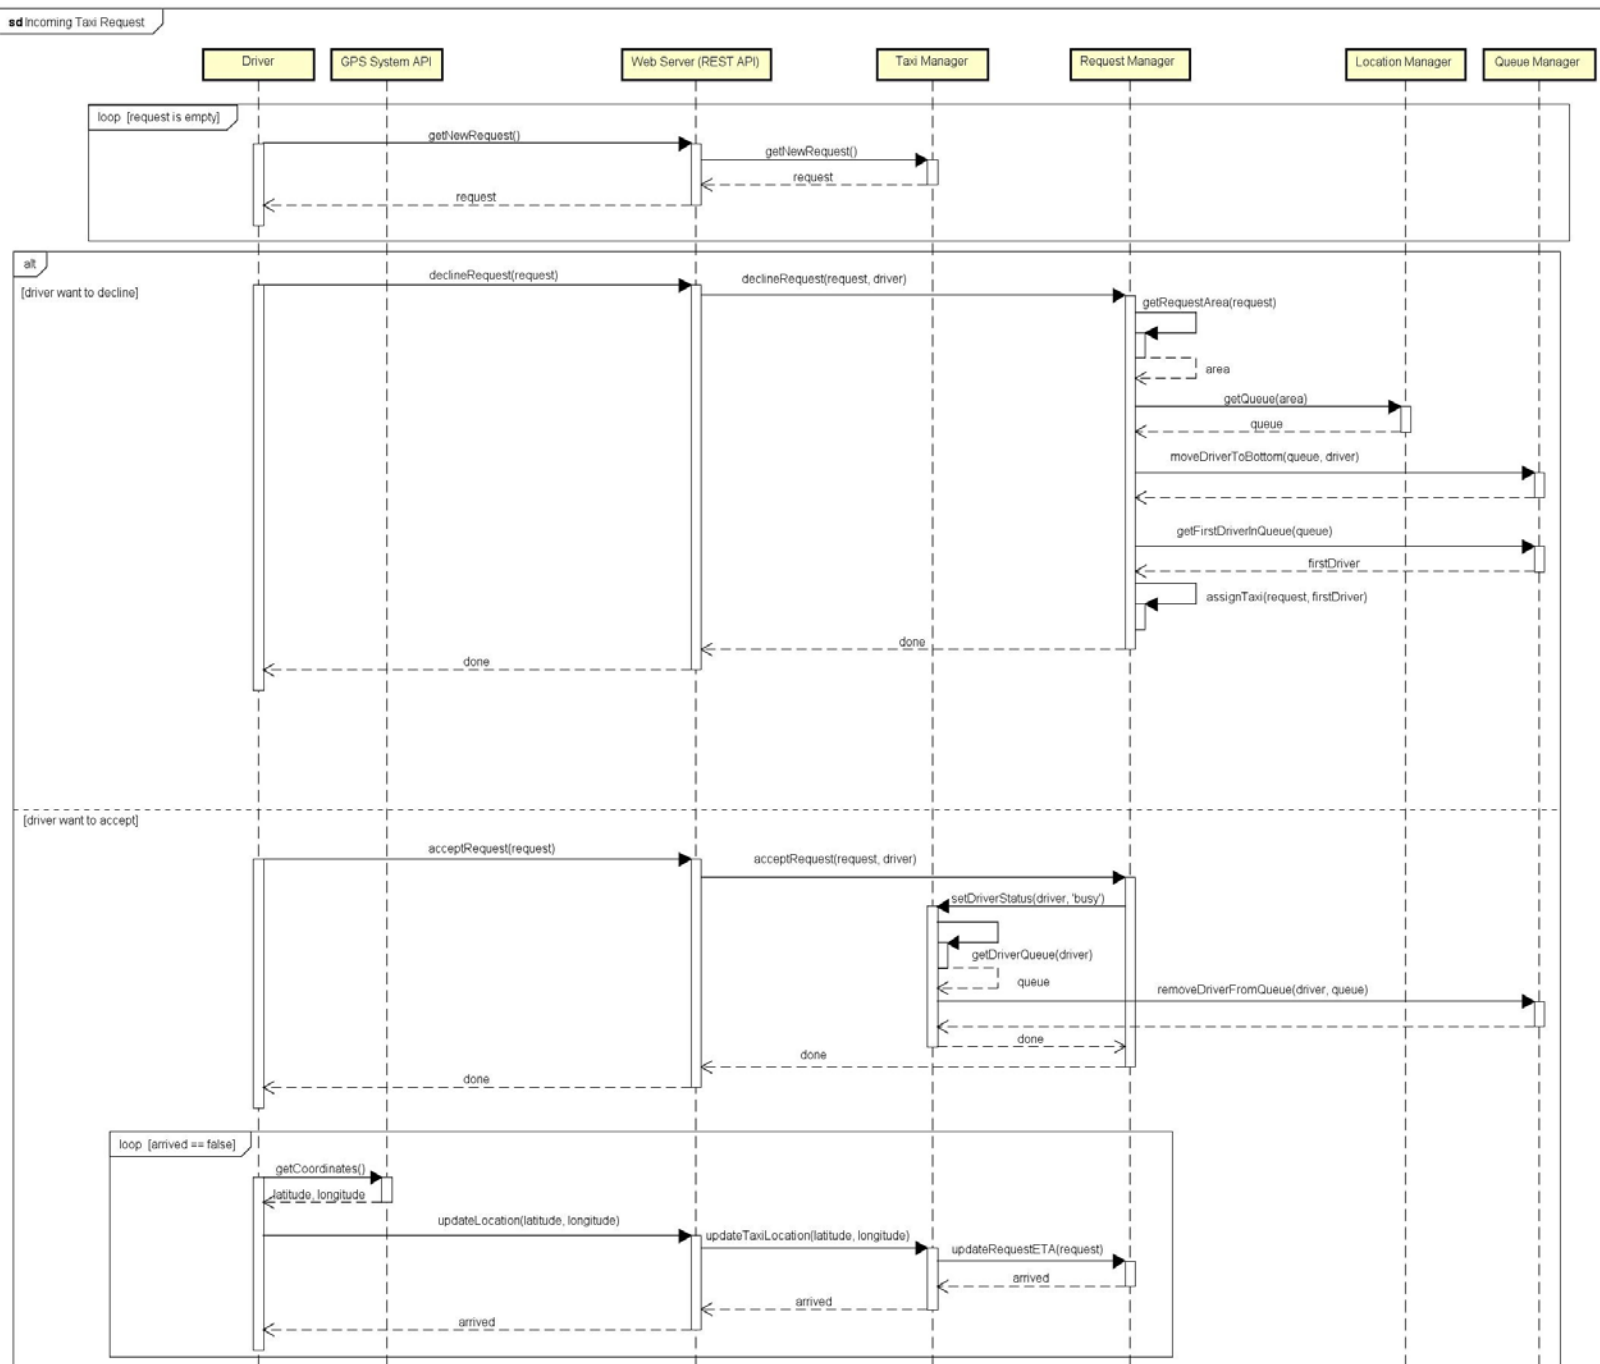 sd Incoming Taxi Request
Driver
GPS System API
Web Server (REST API)
Taxi Manager
Request Manager
Location Manager
Queue Manager
loop [request is empty]
getNewRequest()
getNewRequest()
request
request
alt
[driver want to decline]
declineRequest(request)
declineRequest(request, driver)
getRequestArea(request)
area
getQueue(area)
queue
moveDriverToBottom(queue, driver)
getFirstDriverInQueue(queue)
firstDriver
assignTaxi(request, firstDriver)
done
done
[driver want to accept]
acceptRequest(request)
acceptRequest(request, driver)
setDriverStatus(driver, 'busy')
getDriverQueue(driver)
queue
removeDriverFromQueue(driver, queue)
done
done
done
loop [arrived == false]
getCoordinates()
latitude, longitude
updateLocation(latitude, longitude)
updateTaxiLocation(latitude, longitude)
updateRequestETA(request)
arrived
arrived
arrived